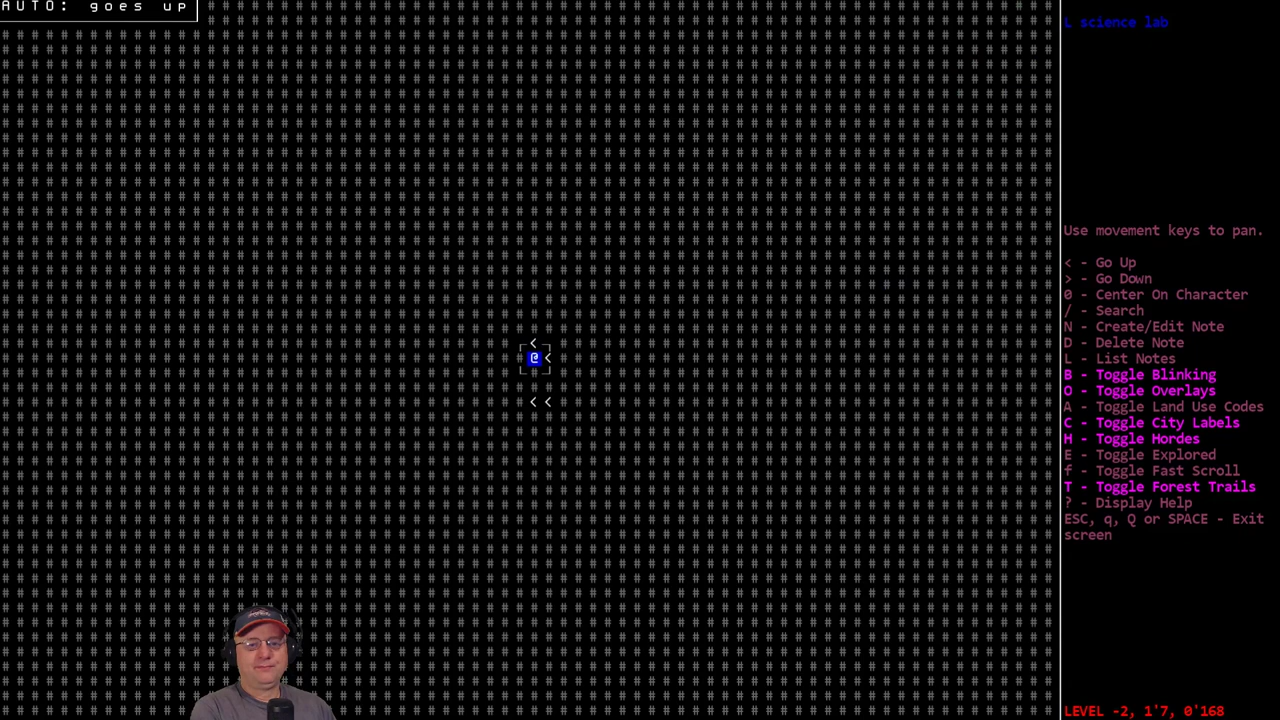 AUTO: goes up
L science lab
Use movement keys to pan.
< - Go Up
> - Go Down
0 - Center On Character
/ - Search
N - Create/Edit Note
D - Delete Note
L - List Notes
B - Toggle Blinking
O - Toggle Overlays
A - Toggle Land Use Codes
C - Toggle City Labels
H - Toggle Hordes
E - Toggle Explored
f - Toggle Fast Scroll
T - Toggle Forest Trails
? - Display Help
ESC, q, Q or SPACE - Exit
screen
<
@ <
< <
LEVEL -2, 1'7, 0'168